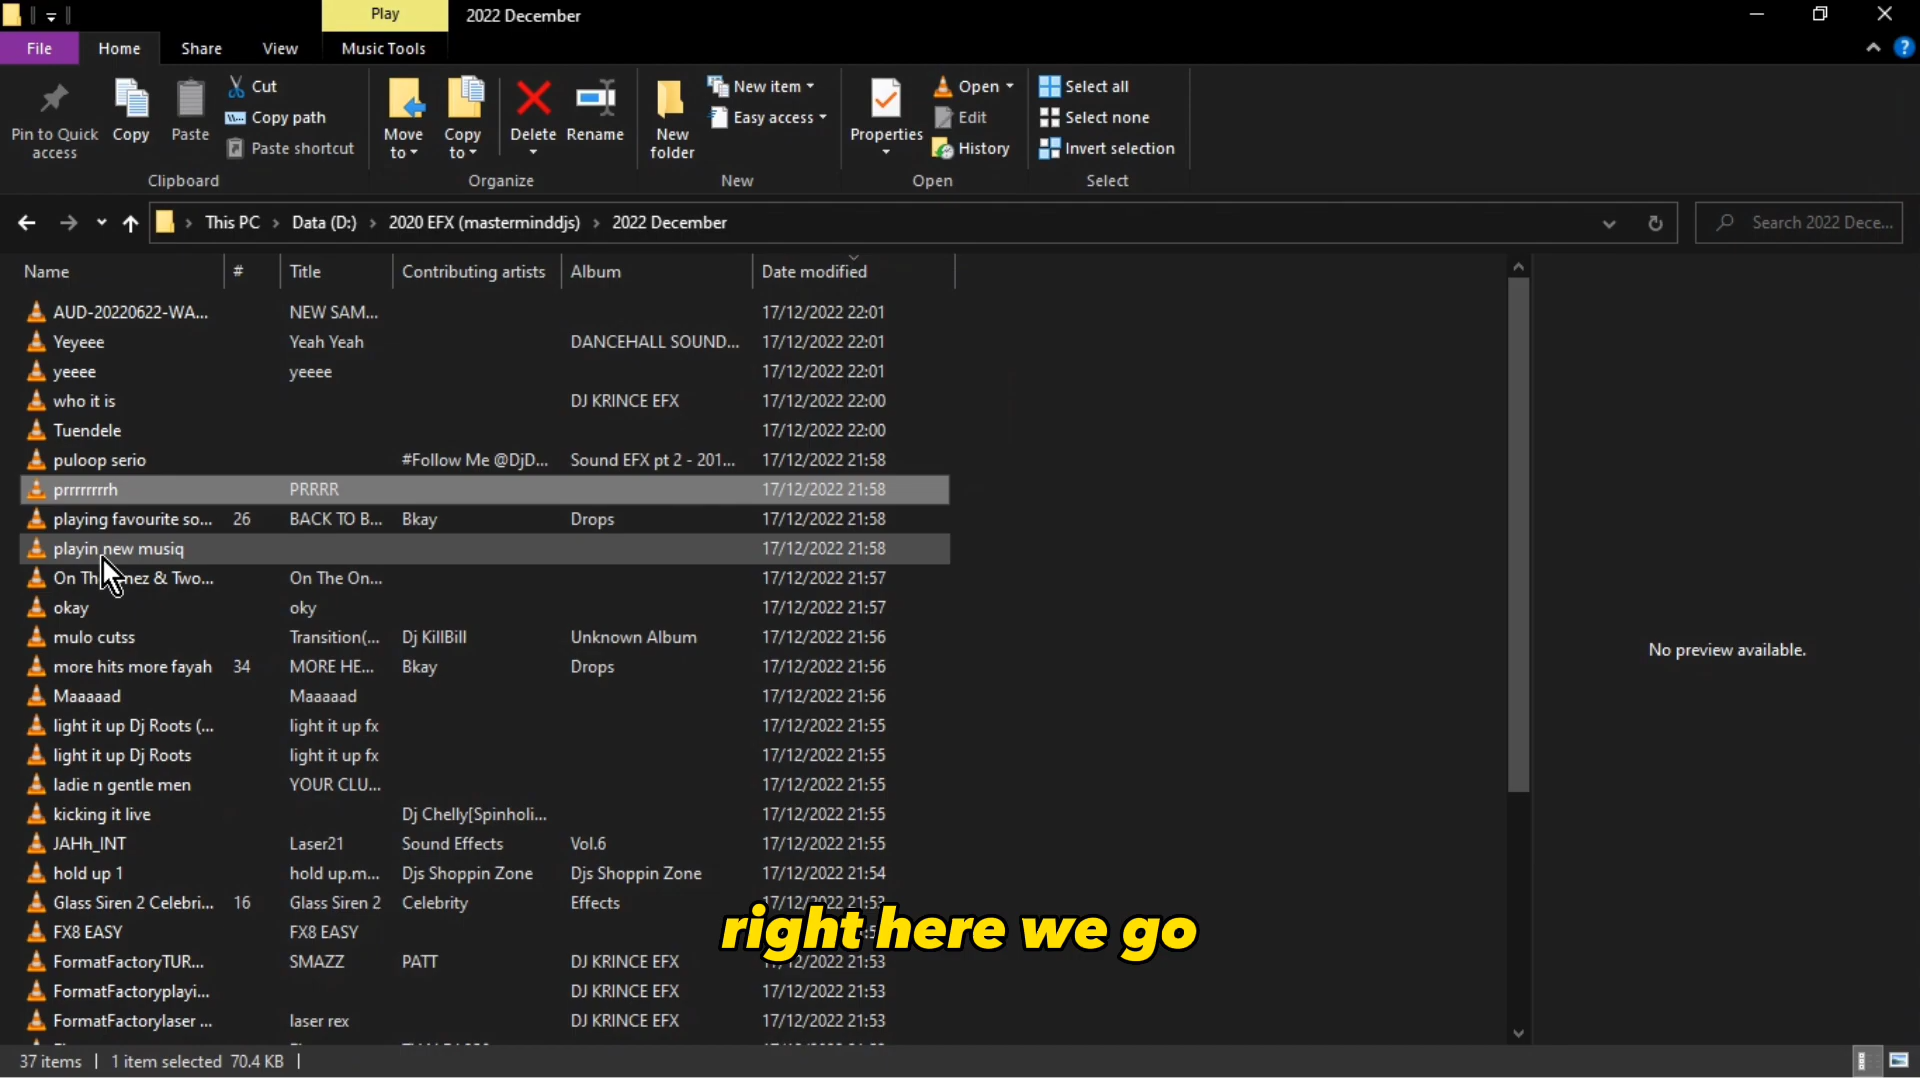 Play
2022 December
File Home Share View Music Tools
Pin to Quick access
Copy
Paste
Cut
Copy path
Paste shortcut
Clipboard
Move to
Copy to
Delete
Rename
Organize
New folder
New item
Easy access
New
Properties
Open
Edit
History
Open
Select all
Select none
Invert selection
Select
This PC › Data (D:) › 2020 EFX (masterminddjs) › 2022 December
Search 2022 Dece...
Name # Title Contributing artists Album Date modified
AUD-20220622-WA... NEW SAM... 17/12/2022 22:01
Yeyeee Yeah Yeah DANCEHALL SOUND... 17/12/2022 22:01
yeeee yeeee 17/12/2022 22:01
who it is DJ KRINCE EFX 17/12/2022 22:00
Tuendele 17/12/2022 22:00
puloop serio #Follow Me @DjD... Sound EFX pt 2 - 201... 17/12/2022 21:58
prrrrrrrrh PRRRR 17/12/2022 21:58
playing favourite so... 26 BACK TO B... Bkay Drops 17/12/2022 21:58
playin new musiq 17/12/2022 21:58
On Th nez & Two... On The On... 17/12/2022 21:57
okay oky 17/12/2022 21:57
mulo cutss Transition(... Dj KillBill Unknown Album 17/12/2022 21:56
more hits more fayah 34 MORE HE... Bkay Drops 17/12/2022 21:56
Maaaaad Maaaaad 17/12/2022 21:56
light it up Dj Roots (... light it up fx 17/12/2022 21:55
light it up Dj Roots light it up fx 17/12/2022 21:55
ladie n gentle men YOUR CLU... 17/12/2022 21:55
kicking it live Dj Chelly[Spinholi... 17/12/2022 21:55
JAHh_INT Laser21 Sound Effects Vol.6 17/12/2022 21:55
hold up 1 hold up.m... Djs Shoppin Zone Djs Shoppin Zone 17/12/2022 21:54
Glass Siren 2 Celebri... 16 Glass Siren 2 Celebrity Effects 17/12/2022 21:53
FX8 EASY FX8 EASY
FormatFactoryTUR... SMAZZ PATT DJ KRINCE EFX 17/12/2022 21:53
FormatFactoryplayi... DJ KRINCE EFX 17/12/2022 21:53
FormatFactorylaser ... laser rex DJ KRINCE EFX 17/12/2022 21:53
No preview available.
right here we go
37 items 1 item selected 70.4 KB